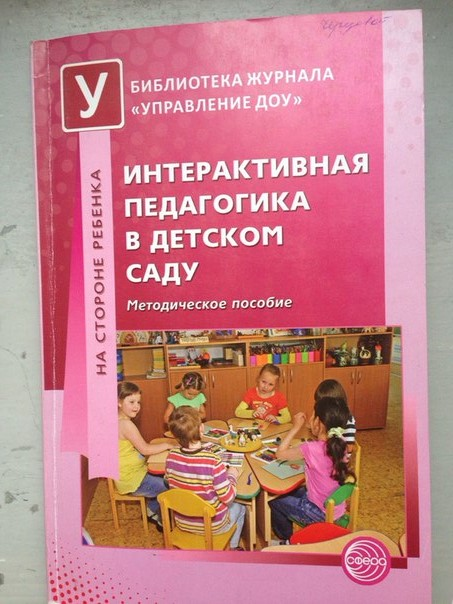 У
БИБЛИОТЕКА ЖУРНАЛА
«УПРАВЛЕНИЕ ДОУ»
НА СТОРОНЕ РЕБЕНКА
ИНТЕРАКТИВНАЯ
ПЕДАГОГИКА
В ДЕТСКОМ
САДУ
Методическое пособие
СФЕРА